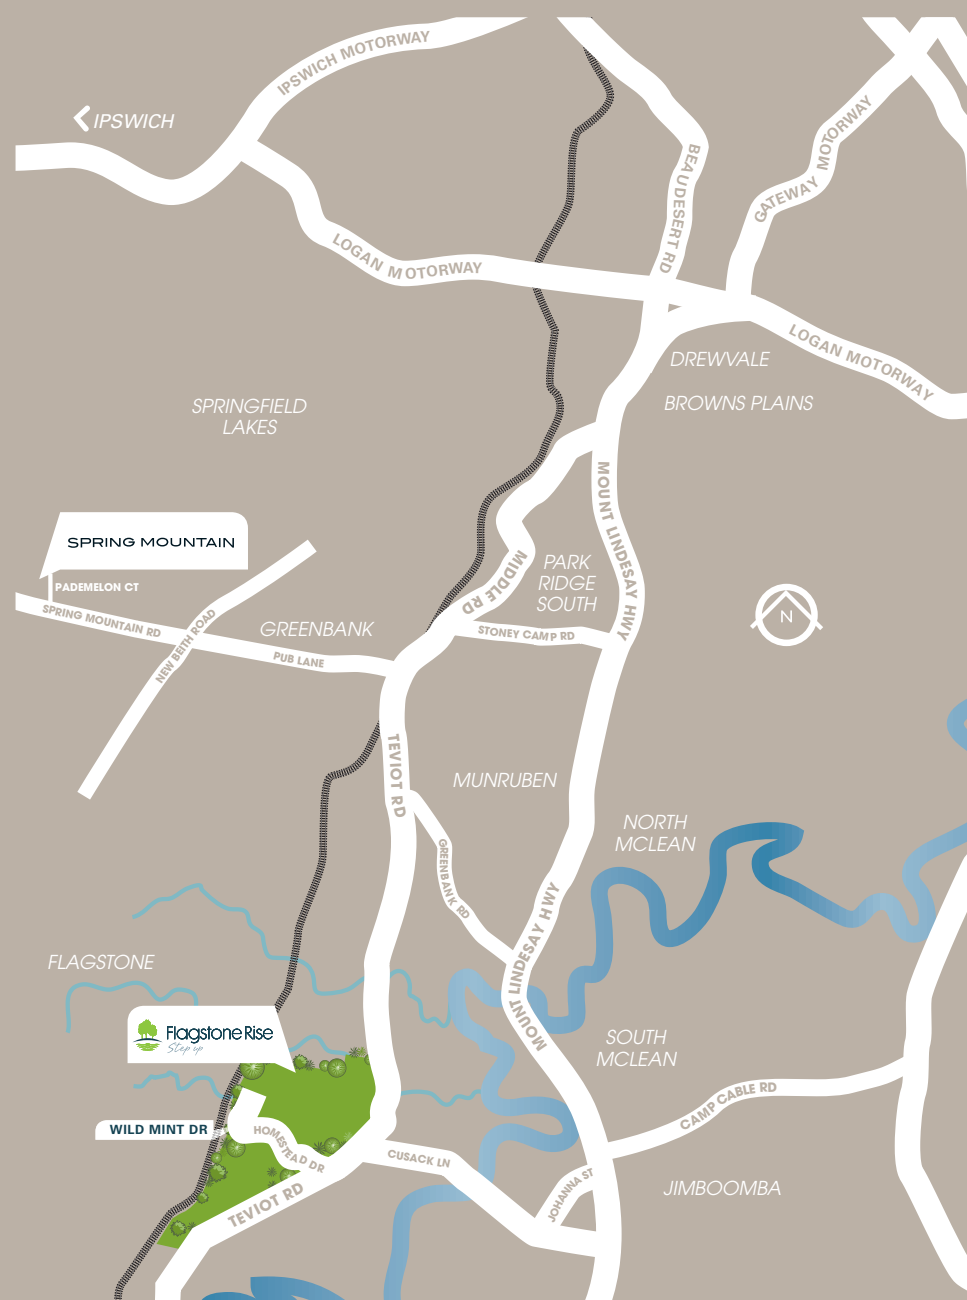 IPSWICH MOTORWAY
IPSWICH
BEAUDESERT RD
GATEWAY MOTORWAY
LOGAN MOTORWAY
LOGAN MOTORWAY
DREWVALE
BROWNS PLAINS
SPRINGFIELD
LAKES
MOUNT LINDESAY HWY
SPRING MOUNTAIN
PADEMELON CT
SPRING MOUNTAIN RD
NEW BEITH ROAD
GREENBANK
PUB LANE
MIDDLE RD
PARK
RIDGE
SOUTH
STONEY CAMP RD
N
TEVIOT RD
MUNRUBEN
NORTH
MCLEAN
GREENBANK RD
MOUNT LINDESAY HWY
FLAGSTONE
Flagstone Rise
Step up
SOUTH
MCLEAN
CAMP CABLE RD
WILD MINT DR
HOMESTEAD DR
CUSACK LN
JOHANNA ST
JIMBOOMBA
TEVIOT RD